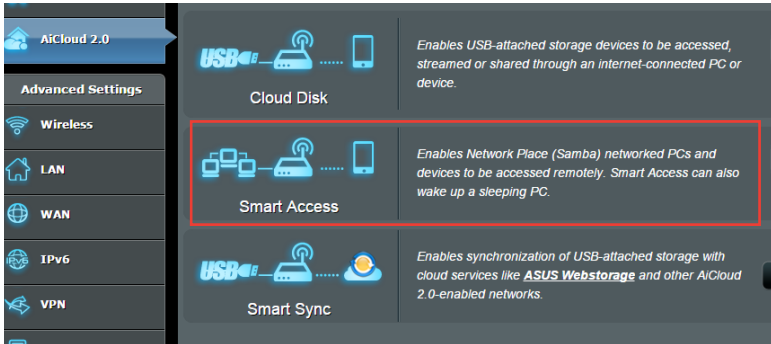 AiCloud 2.0
Advanced Settings
Wireless
LAN
WAN
IPv6
VPN
USB
Cloud Disk
Enables USB-attached storage devices to be accessed,
streamed or shared through an internet-connected PC or
device.
Smart Access
Enables Network Place (Samba) networked PCs and
devices to be accessed remotely. Smart Access can also
wake up a sleeping PC.
USB
Smart Sync
Enables synchronization of USB-attached storage with
cloud services like ASUS Webstorage and other AiCloud
2.0-enabled networks.